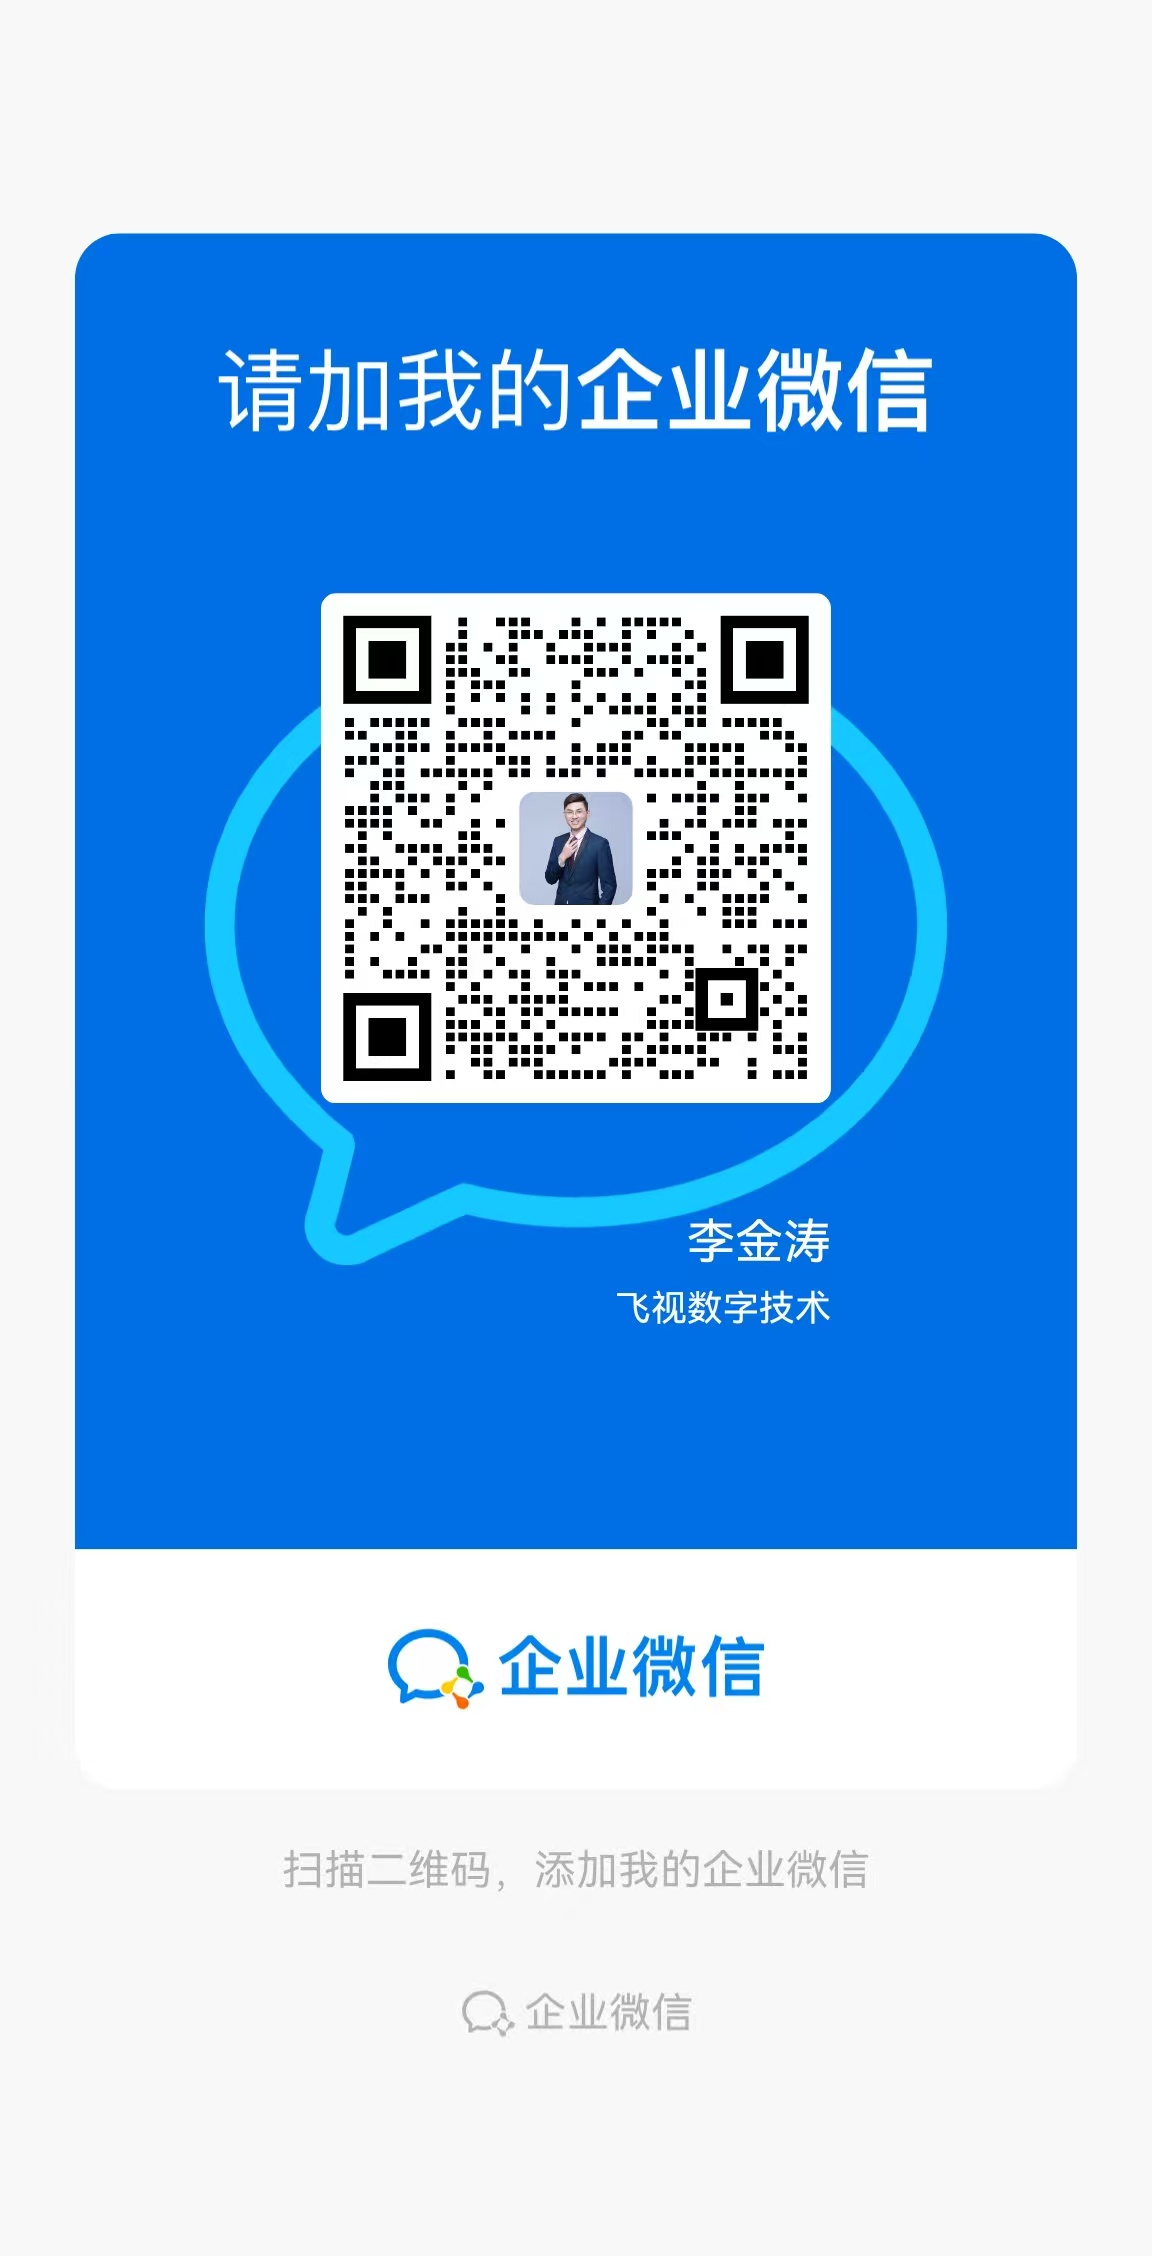 请加我的企业微信
李金涛
飞视数字技术
企业微信
扫描二维码，添加我的企业微信
企业微信